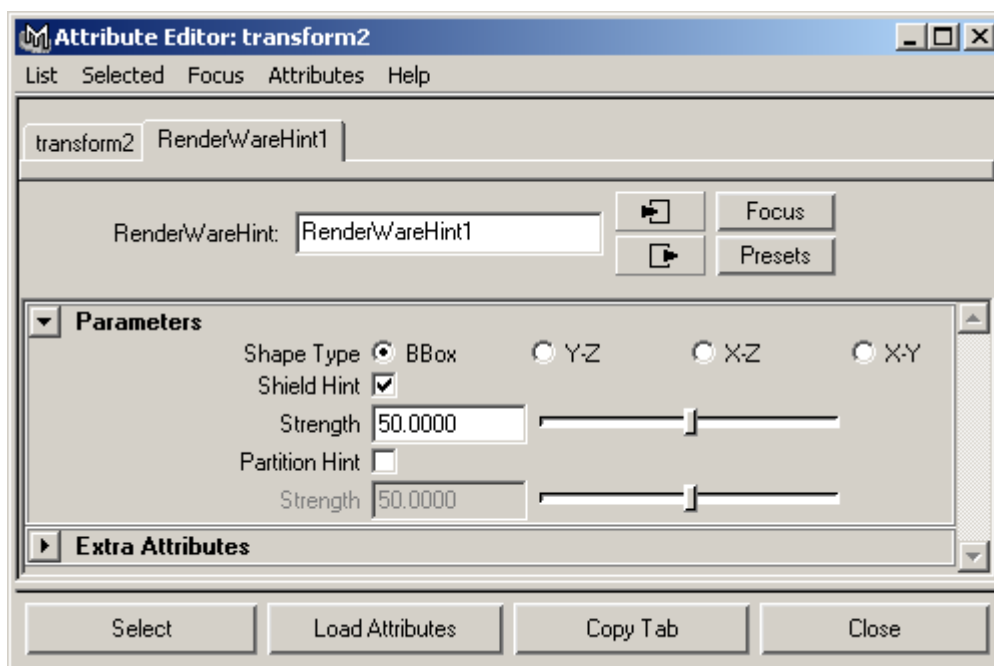 Attribute Editor: transform2
List Selected Focus Attributes Help
transform2 RenderWareHint1
RenderWareHint: RenderWareHint1
Focus
Presets
Parameters
Shape Type BBox Y-Z X-Z X-Y
Shield Hint
Strength 50.0000
Partition Hint
Strength 50.0000
Extra Attributes
Select Load Attributes Copy Tab Close